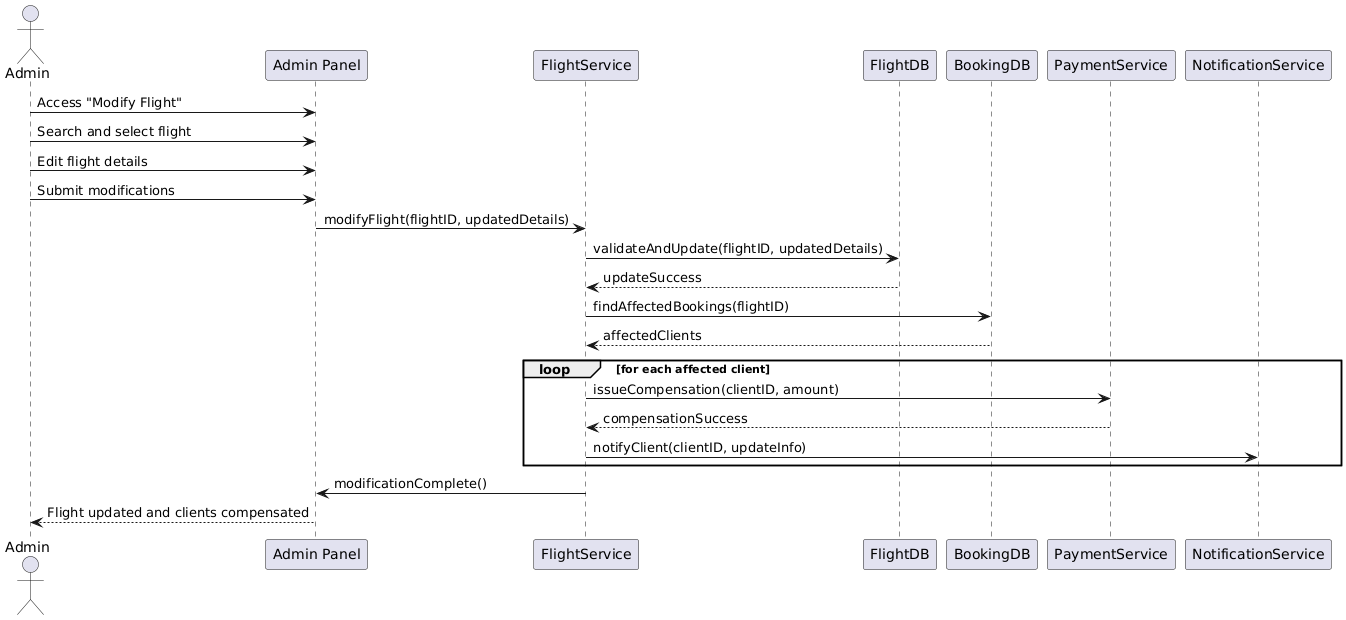 Admin
Admin Panel
FlightService
FlightDB
BookingDB
PaymentService
NotificationService
Access "Modify Flight"
Search and select flight
Edit flight details
Submit modifications
modifyFlight(flightID, updatedDetails)
validateAndUpdate(flightID, updatedDetails)
updateSuccess
findAffectedBookings(flightID)
affectedClients
loop
[for each affected client]
issueCompensation(clientID, amount)
compensationSuccess
notifyClient(clientID, updateInfo)
modificationComplete()
Flight updated and clients compensated
Admin
Admin Panel
FlightService
FlightDB
BookingDB
PaymentService
NotificationService